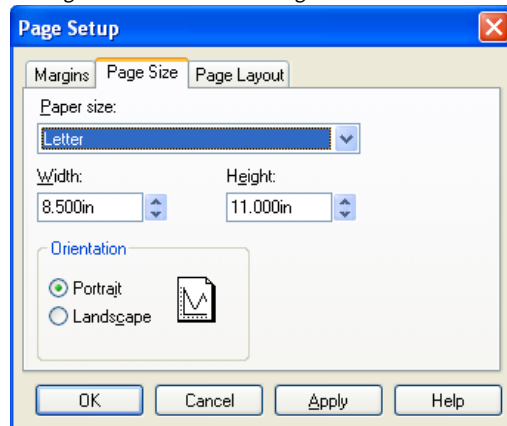 Page Setup
Margins Page Size Page Layout
Paper size:
Letter
Width: Height:
8.500in 11.000in
Orientation
Portrait
Landscape
OK Cancel Apply Help